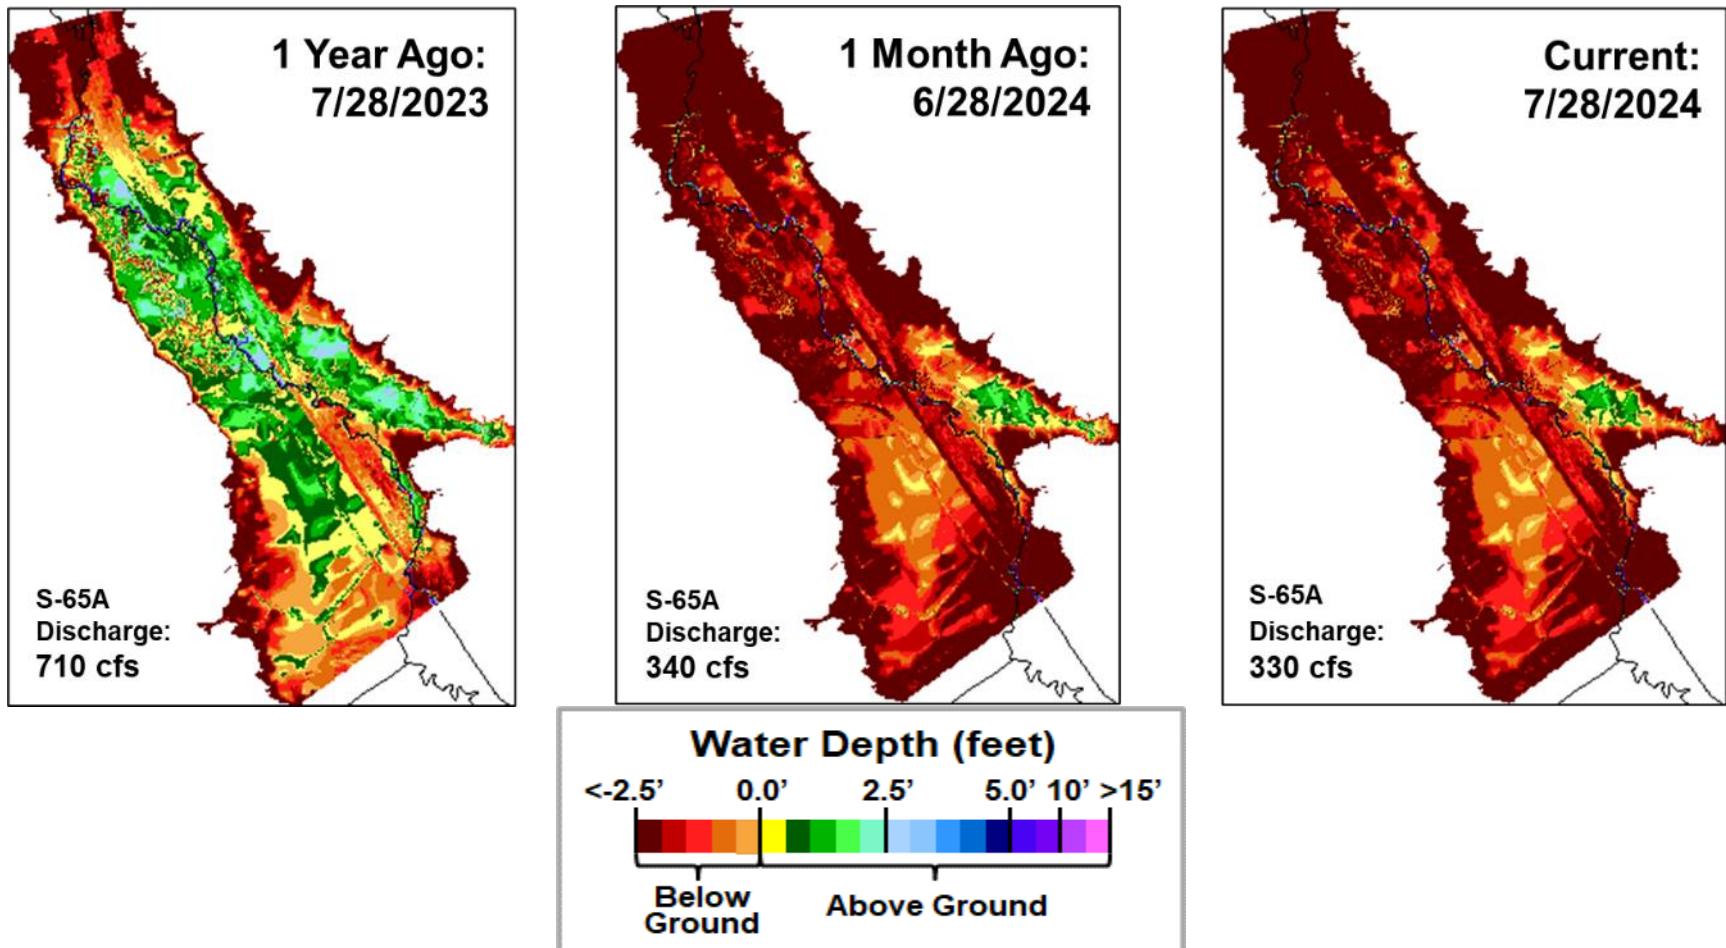 1 Year Ago:
7/28/2023
S-65A
Discharge:
710 cfs
1 Month Ago:
6/28/2024
S-65A
Discharge:
340 cfs
Current:
7/28/2024
S-65A
Discharge:
330 cfs
Water Depth (feet)
<-2.5’ 0.0’ 2.5’ 5.0’ 10’ >15’
Below
Ground
Above Ground